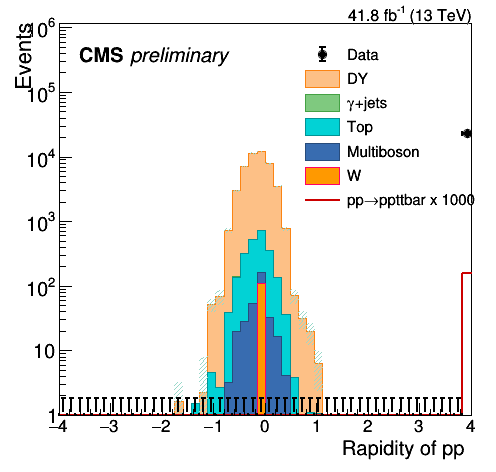 41.8 fb⁻¹ (13 TeV)
Events
CMS preliminary
Data
DY
γ+jets
Top
Multiboson
W
pp→ppttbar x 1000
10⁶
10⁵
10⁴
10³
10²
10
1
−4 −3 −2 −1 0 1 2 3 4
Rapidity of pp